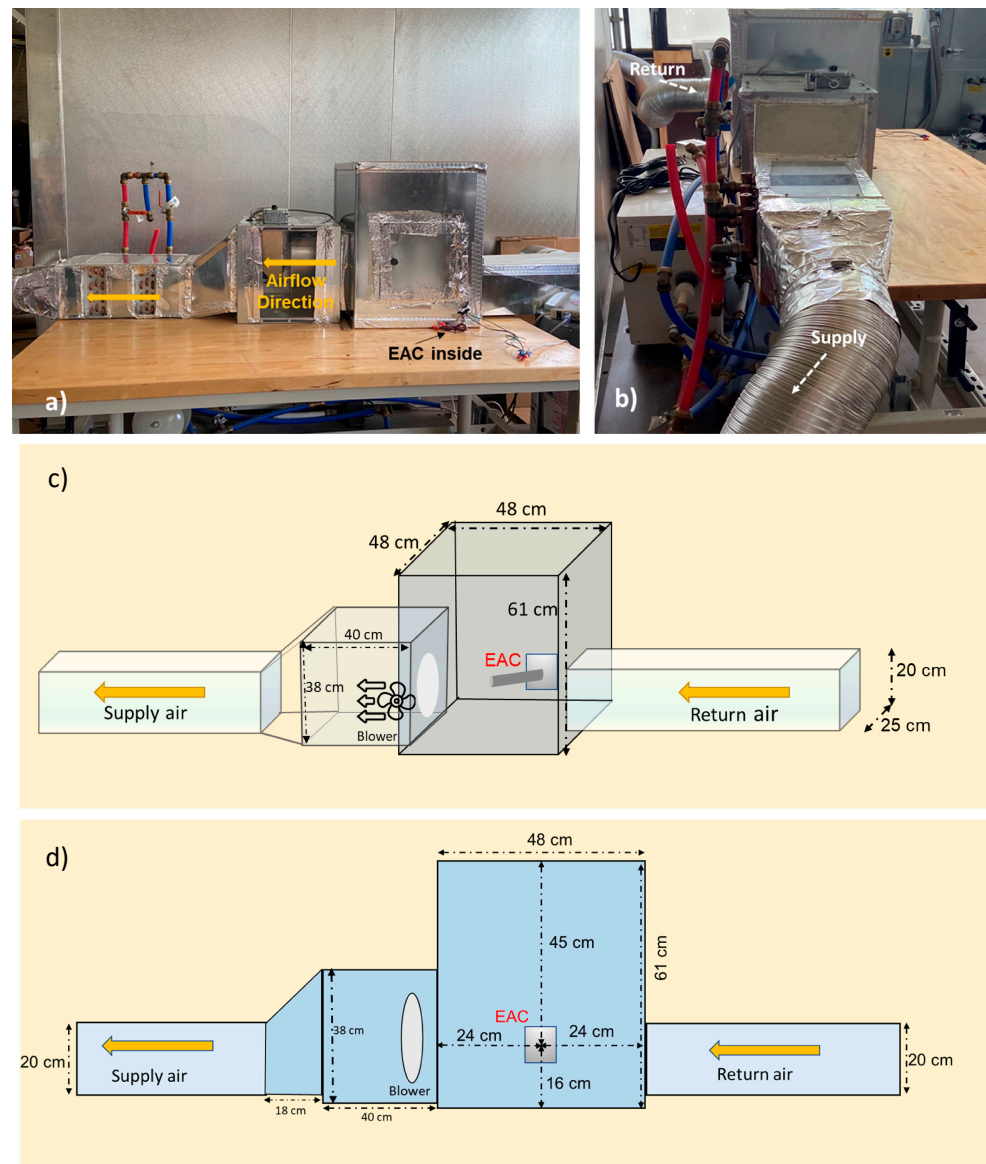 Airflow
Direction
EAC inside
a)
Return
Supply
b)
c)
48 cm
48 cm
61 cm
40 cm
EAC
38 cm
20 cm
Supply air
Blower
Return air
25 cm
d)
48 cm
45 cm
61 cm
EAC
38 cm
24 cm
24 cm
20 cm
20 cm
Supply air
Blower
16 cm
Return air
18 cm
40 cm